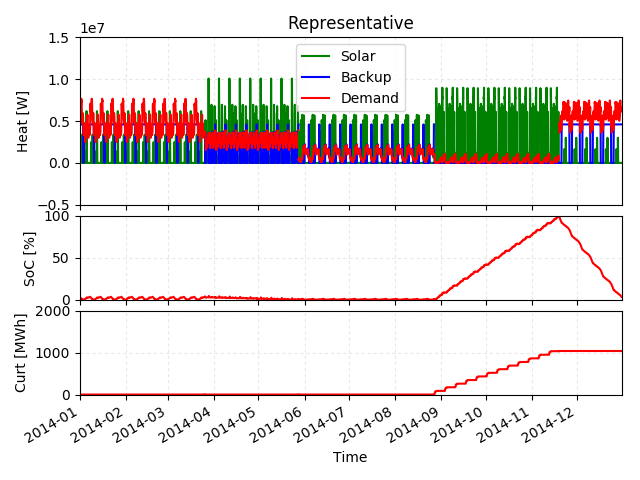 Representative
1e7
Heat [W]
1.5
1.0
0.5
0.0
−0.5
Solar
Backup
Demand
SoC [%]
100
50
0
Curt [MWh]
2000
1000
0
2014-01
2014-02
2014-03
2014-04
2014-05
2014-06
2014-07
2014-08
2014-09
2014-10
2014-11
2014-12
Time